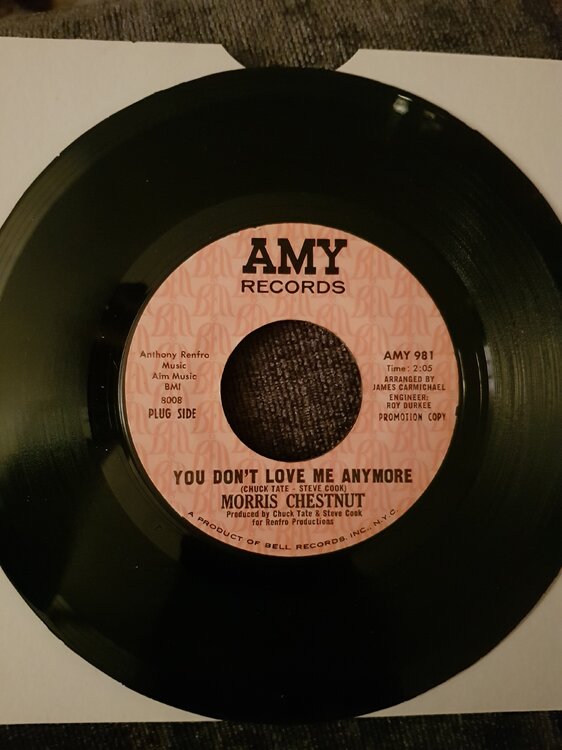 AMY
RECORDS
Anthony Renfro
Music
Aim Music
BMI
8008
PLUG SIDE
AMY 981
Time: 2:05
ARRANGED BY
JAMES CARMICHAEL
ENGINEER:
ROY DURKEE
PROMOTION COPY
YOU DON'T LOVE ME ANYMORE
(CHUCK TATE - STEVE COOK)
MORRIS CHESTNUT
Produced by Chuck Tate & Steve Cook
for Renfro Productions
A PRODUCT OF BELL RECORDS, INC., N.Y.C.